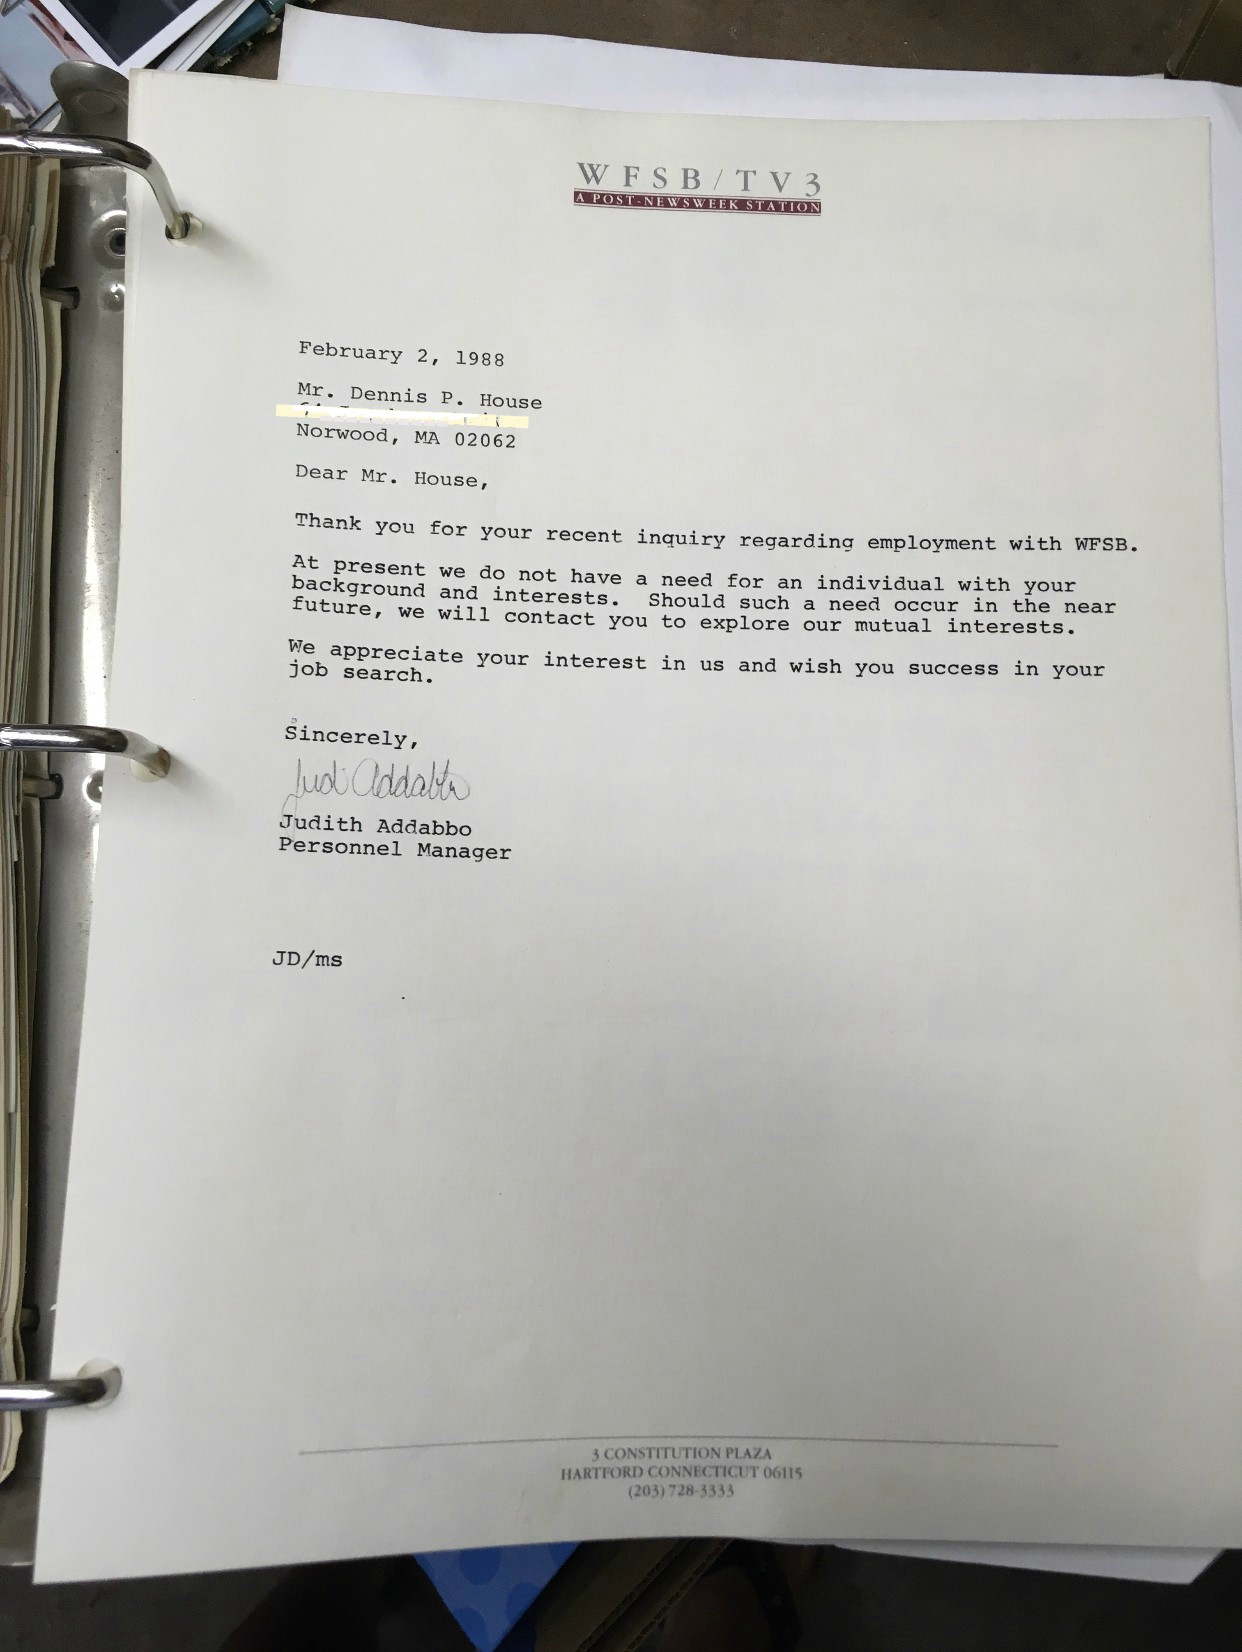 WFSB/TV3
A POST-NEWSWEEK STATION
February 2, 1988
Mr. Dennis P. House
Norwood, MA 02062
Dear Mr. House,
Thank you for your recent inquiry regarding employment with WFSB.
At present we do not have a need for an individual with your
background and interests. Should such a need occur in the near
future, we will contact you to explore our mutual interests.
We appreciate your interest in us and wish you success in your
job search.
Sincerely,
Judi Addabbo
Judith Addabbo
Personnel Manager
JD/ms
3 CONSTITUTION PLAZA
HARTFORD CONNECTICUT 06115
(203) 728-3333